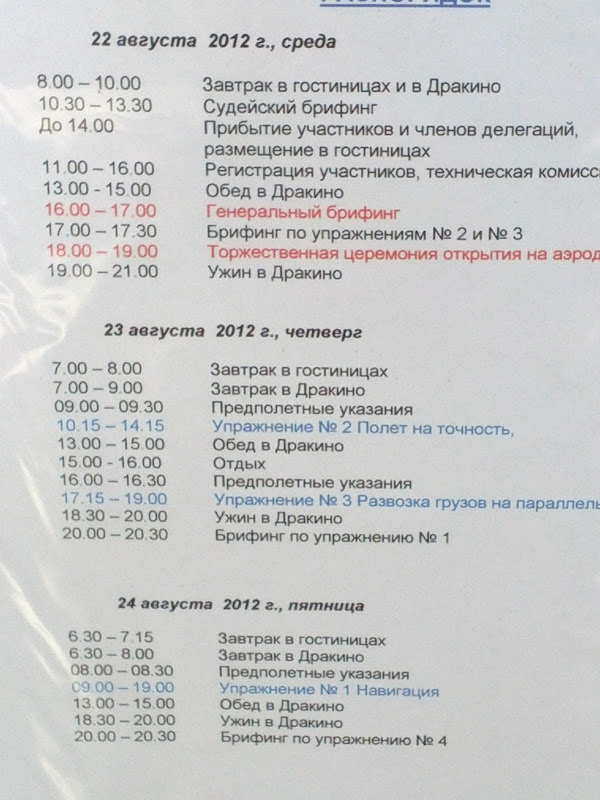 РАСПОРЯДОК
22 августа 2012 г., среда
8.00 – 10.00 Завтрак в гостиницах и в Дракино
10.30 – 13.30 Судейский брифинг
До 14.00 Прибытие участников и членов делегаций,
размещение в гостиницах
11.00 – 16.00 Регистрация участников, техническая комисс
13.00 - 15.00 Обед в Дракино
16.00 – 17.00 Генеральный брифинг
17.00 – 17.30 Брифинг по упражнениям № 2 и № 3
18.00 – 19.00 Торжественная церемония открытия на аэрод
19.00 – 21.00 Ужин в Дракино
23 августа 2012 г., четверг
7.00 – 8.00 Завтрак в гостиницах
7.00 – 9.00 Завтрак в Дракино
09.00 – 09.30 Предполетные указания
10.15 – 14.15 Упражнение № 2 Полет на точность,
13.00 – 15.00 Обед в Дракино
15.00 - 16.00 Отдых
16.00 – 16.30 Предполетные указания
17.15 – 19.00 Упражнение № 3 Развозка грузов на параллель
18.30 – 20.00 Ужин в Дракино
20.00 – 20.30 Брифинг по упражнению № 1
24 августа 2012 г., пятница
6.30 – 7.15 Завтрак в гостиницах
6.30 – 8.00 Завтрак в Дракино
08.00 – 08.30 Предполетные указания
09.00 – 19.00 Упражнение № 1 Навигация
13.00 – 15.00 Обед в Дракино
18.30 – 20.00 Ужин в Дракино
20.00 – 20.30 Брифинг по упражнению № 4